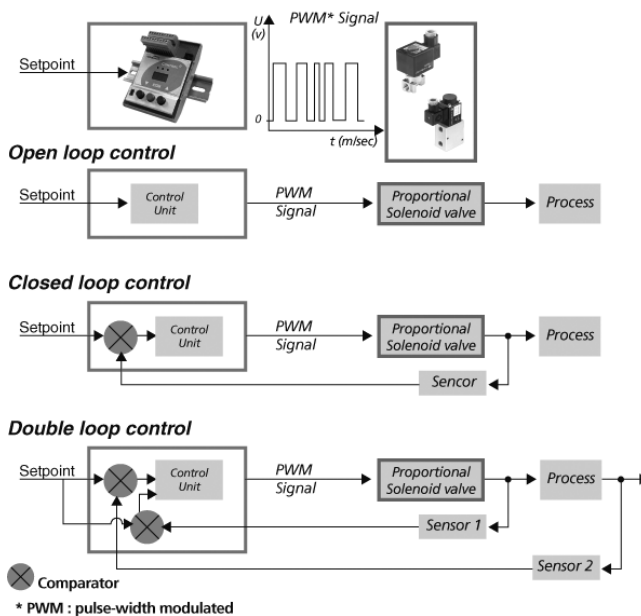 U
(v)
PWM* Signal
Setpoint
0
t (m/sec)
Open loop control
Setpoint
Control
Unit
PWM
Signal
Proportional
Solenoid valve
Process
Closed loop control
Setpoint
Control
Unit
PWM
Signal
Proportional
Solenoid valve
Process
Sencor
Double loop control
Setpoint
Control
Unit
PWM
Signal
Proportional
Solenoid valve
Process
Sensor 1
Sensor 2
Comparator
* PWM : pulse-width modulated